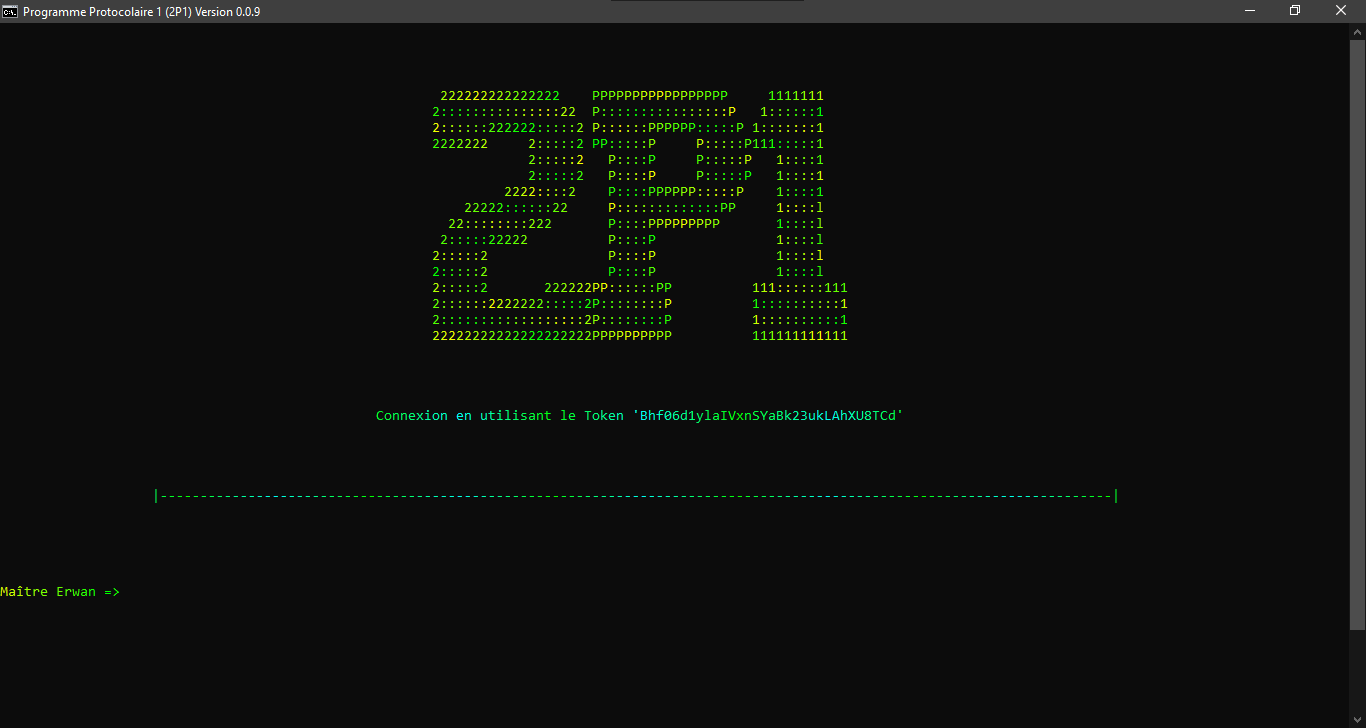 Programme Protocolaire 1 (2P1) Version 0.0.9
222222222222222    PPPPPPPPPPPPPPPPP     1111111
2:::::::::::::::22  P::::::::::::::::P   1::::::1
2::::::222222:::::2 P::::::PPPPPP:::::P 1:::::::1
2222222     2:::::2 PP:::::P     P:::::P111:::::1
2:::::2   P::::P     P:::::P   1::::1
2:::::2   P::::P     P:::::P   1::::1
2222::::2    P::::PPPPPP:::::P    1::::1
22222::::::22     P:::::::::::::PP     1::::l
22::::::::222       P::::PPPPPPPPP       1::::l
2:::::22222          P::::P               1::::l
2:::::2               P::::P               1::::l
2:::::2               P::::P               1::::l
2:::::2       222222PP::::::PP          111::::::111
2::::::2222222:::::2P::::::::P          1::::::::::1
2::::::::::::::::::2P::::::::P          1::::::::::1
22222222222222222222PPPPPPPPPP          111111111111
Connexion en utilisant le Token 'Bhf06d1ylaIVxnSYaBk23ukLAhXU8TCd'
|-----------------------------------------------------------------------------------------------------------------------|
Maître Erwan =>